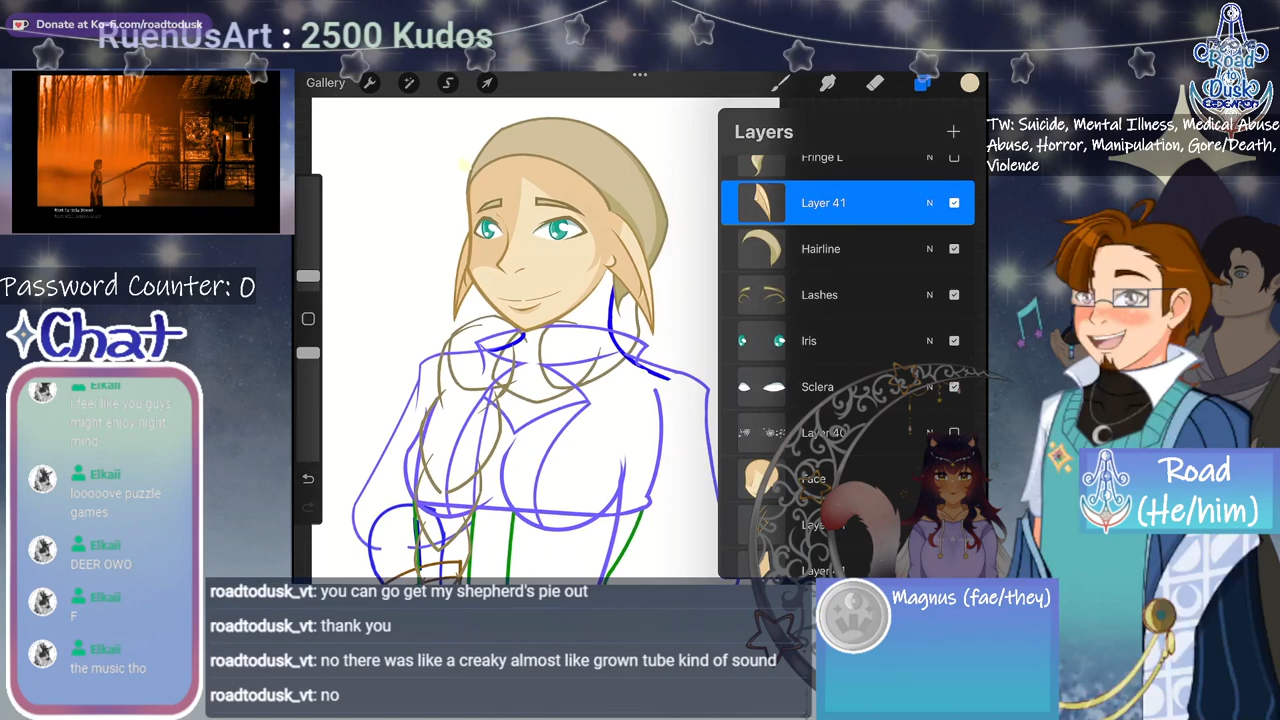 Donate at Ko-fi.com/roadtodusk
RuenUsArt : 2500 Kudos
Gallery
Layers
Fringe L
N
Layer 41
N
Hairline
N
Lashes
N
Iris
N
Sclera
N
Layer 40
N
Face
Road
to
Dusk
TW: Suicide, Mental Illness, Medical Abuse
Abuse, Horror, Manipulation, Gore/Death,
Violence
Password Counter: 0
Chat
Elkaii
i feel like you guys
might enjoy night
mind
Elkaii
looooove puzzle
games
Elkaii
DEER OWO
Elkaii
F
Elkaii
the music tho
roadtodusk_vt: you can go get my shepherd's pie out
roadtodusk_vt: thank you
roadtodusk_vt: no there was like a creaky almost like grown tube kind of sound
roadtodusk_vt: no
Road
(He/him)
Magnus (fae/they)